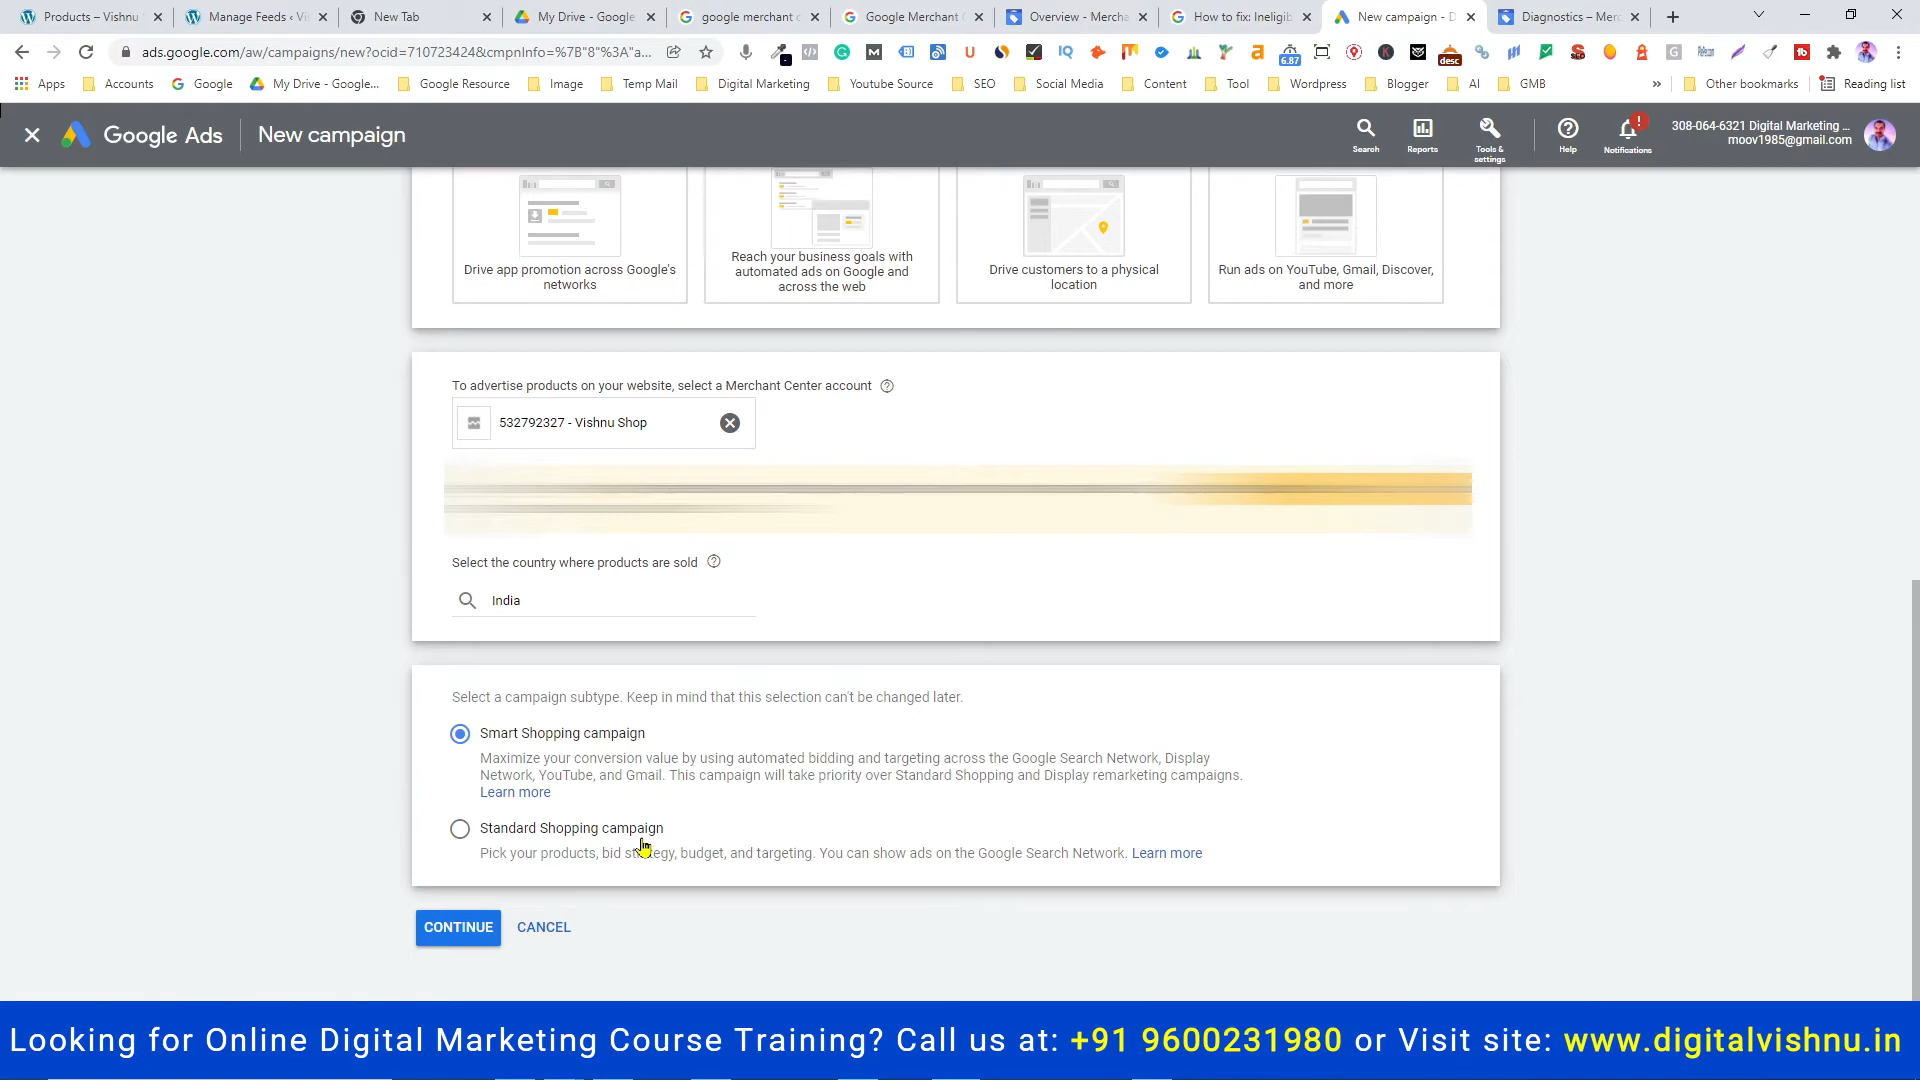 Products – Vishnu
Manage Feeds ‹ Vi
New Tab
My Drive - Google
google merchant c
Google Merchant C
Overview - Mercha
How to fix: Ineligib
New campaign - D
Diagnostics – Merc
ads.google.com/aw/campaigns/new?ocid=710723424&cmpnInfo=%7B"8"%3A"a...
6.87
desc
Apps
Accounts
Google
My Drive - Google...
Google Resource
Image
Temp Mail
Digital Marketing
Youtube Source
SEO
Social Media
Content
Tool
Wordpress
Blogger
AI
GMB
»
Other bookmarks
Reading list
Google Ads
New campaign
Search
Reports
Tools &
settings
Help
Notifications
308-064-6321 Digital Marketing ...
moov1985@gmail.com
Drive app promotion across Google's
networks
Reach your business goals with
automated ads on Google and
across the web
Drive customers to a physical
location
Run ads on YouTube, Gmail, Discover,
and more
To advertise products on your website, select a Merchant Center account
532792327 - Vishnu Shop
Select the country where products are sold
India
Select a campaign subtype. Keep in mind that this selection can't be changed later.
Smart Shopping campaign
Maximize your conversion value by using automated bidding and targeting across the Google Search Network, Display
Network, YouTube, and Gmail. This campaign will take priority over Standard Shopping and Display remarketing campaigns.
Learn more
Standard Shopping campaign
Pick your products, bid strategy, budget, and targeting. You can show ads on the Google Search Network. Learn more
CONTINUE
CANCEL
Looking for Online Digital Marketing Course Training? Call us at: +91 9600231980 or Visit site: www.digitalvishnu.in